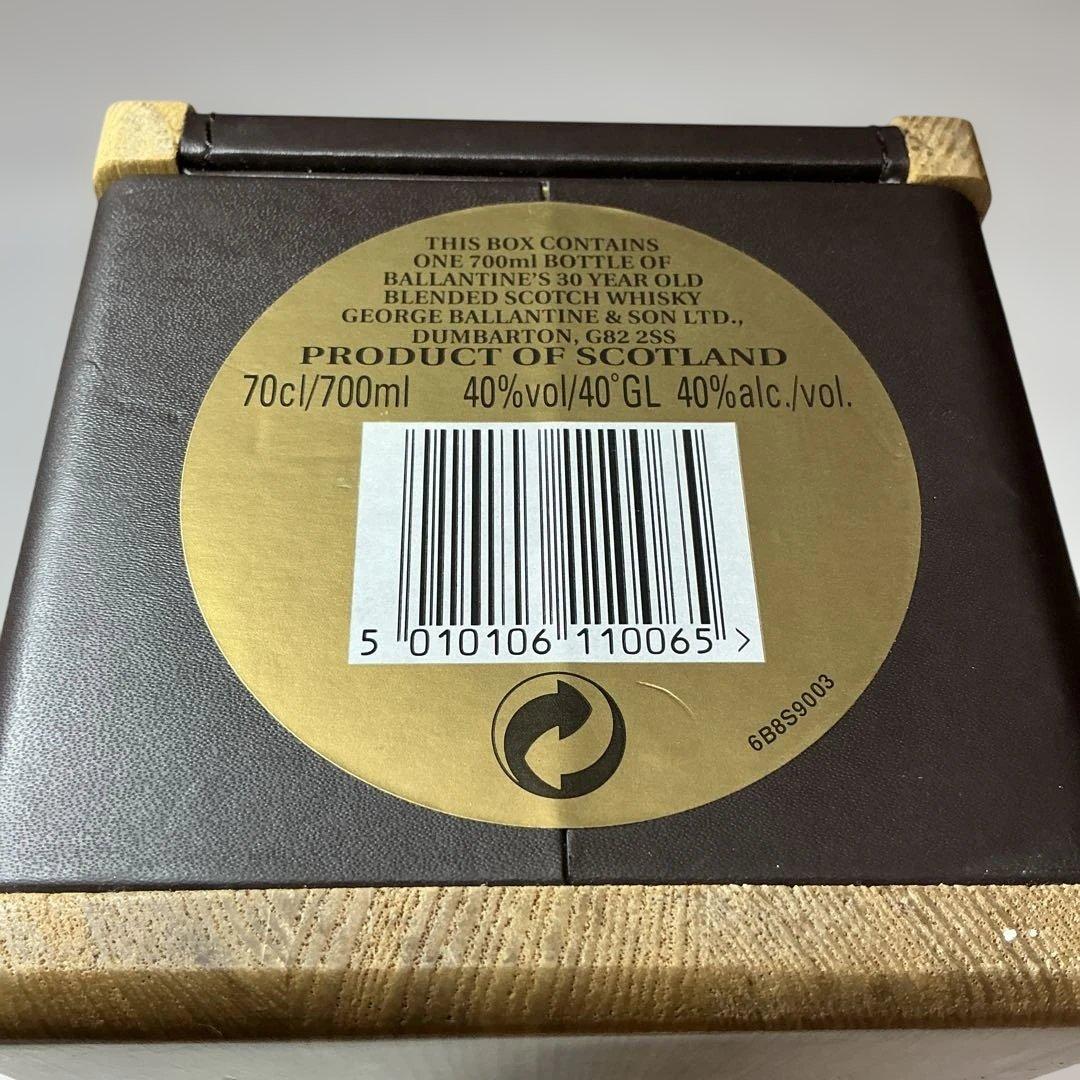 THIS BOX CONTAINS
ONE 700ml BOTTLE OF
BALLANTINE'S 30 YEAR OLD
BLENDED SCOTCH WHISKY
GEORGE BALLANTINE & SON LTD.,
DUMBARTON, G82 2SS
PRODUCT OF SCOTLAND
70cl/700ml 40%vol/40°GL 40%alc./vol.
5 010106 110065 >
6B8S9003